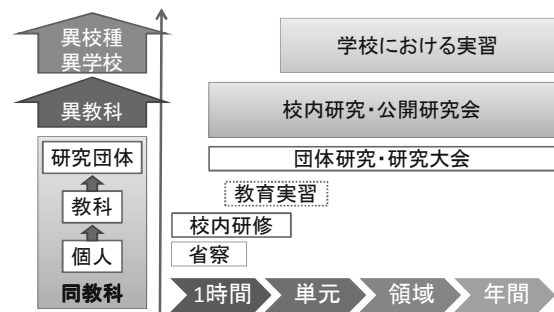 異校種
異学校
異教科
研究団体
教科
個人
同教科
学校における実習
校内研究・公開研究会
団体研究・研究大会
教育実習
校内研修
省察
1時間
単元
領域
年間